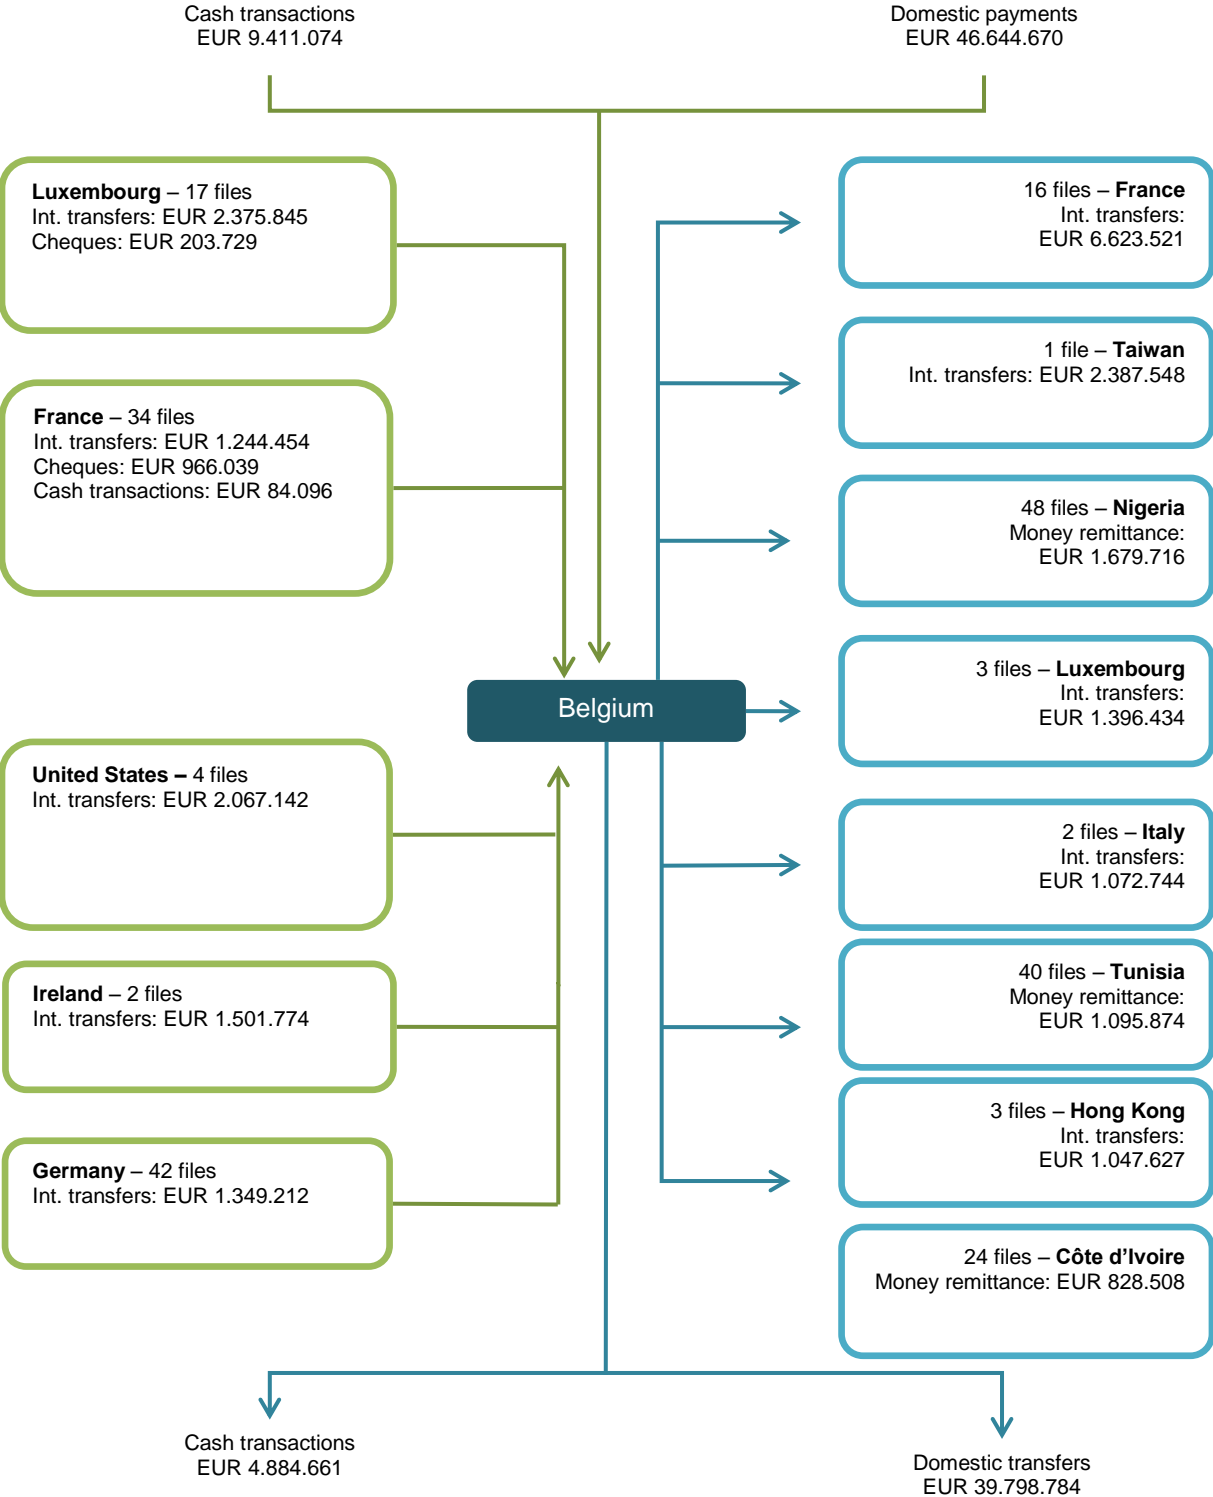 Cash transactions
EUR 9.411.074
Domestic payments
EUR 46.644.670
Luxembourg – 17 files
Int. transfers: EUR 2.375.845
Cheques: EUR 203.729
France – 34 files
Int. transfers: EUR 1.244.454
Cheques: EUR 966.039
Cash transactions: EUR 84.096
United States – 4 files
Int. transfers: EUR 2.067.142
Ireland – 2 files
Int. transfers: EUR 1.501.774
Germany – 42 files
Int. transfers: EUR 1.349.212
Belgium
16 files – France
Int. transfers:
EUR 6.623.521
1 file – Taiwan
Int. transfers: EUR 2.387.548
48 files – Nigeria
Money remittance:
EUR 1.679.716
3 files – Luxembourg
Int. transfers:
EUR 1.396.434
2 files – Italy
Int. transfers:
EUR 1.072.744
40 files – Tunisia
Money remittance:
EUR 1.095.874
3 files – Hong Kong
Int. transfers:
EUR 1.047.627
24 files – Côte d’Ivoire
Money remittance: EUR 828.508
Cash transactions
EUR 4.884.661
Domestic transfers
EUR 39.798.784